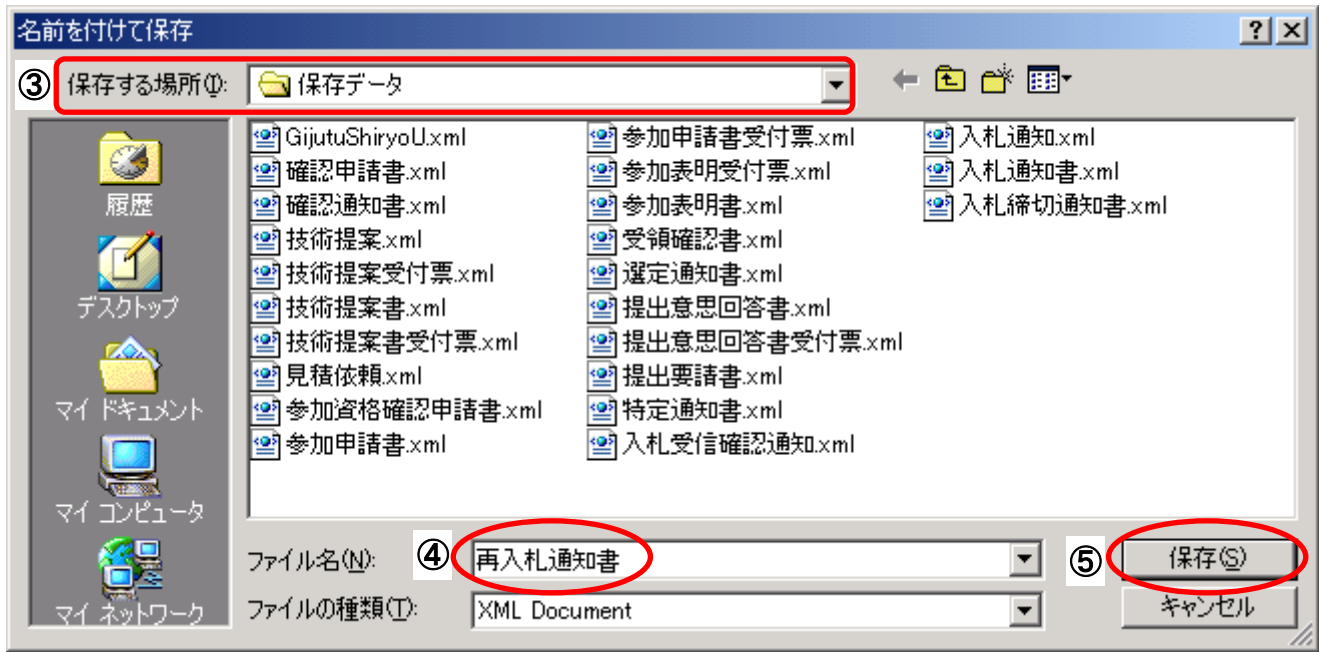 名前を付けて保存
③ 保存する場所(I): 保存データ
履歴
デスクトップ
マイ ドキュメント
マイ コンピュータ
マイ ネットワーク
GijutuShiryoU.xml
確認申請書.xml
確認通知書.xml
技術提案.xml
技術提案受付票.xml
技術提案書.xml
技術提案書受付票.xml
見積依頼.xml
参加資格確認申請書.xml
参加申請書.xml
参加申請書受付票.xml
参加表明受付票.xml
参加表明書.xml
受領確認書.xml
選定通知書.xml
提出意思回答書.xml
提出意思回答書受付票.xml
提出要請書.xml
特定通知書.xml
入札受信確認通知.xml
入札通知.xml
入札通知書.xml
入札締切通知書.xml
ファイル名(N): ④ 再入札通知書 ⑤ 保存(S)
ファイルの種類(T): XML Document キャンセル